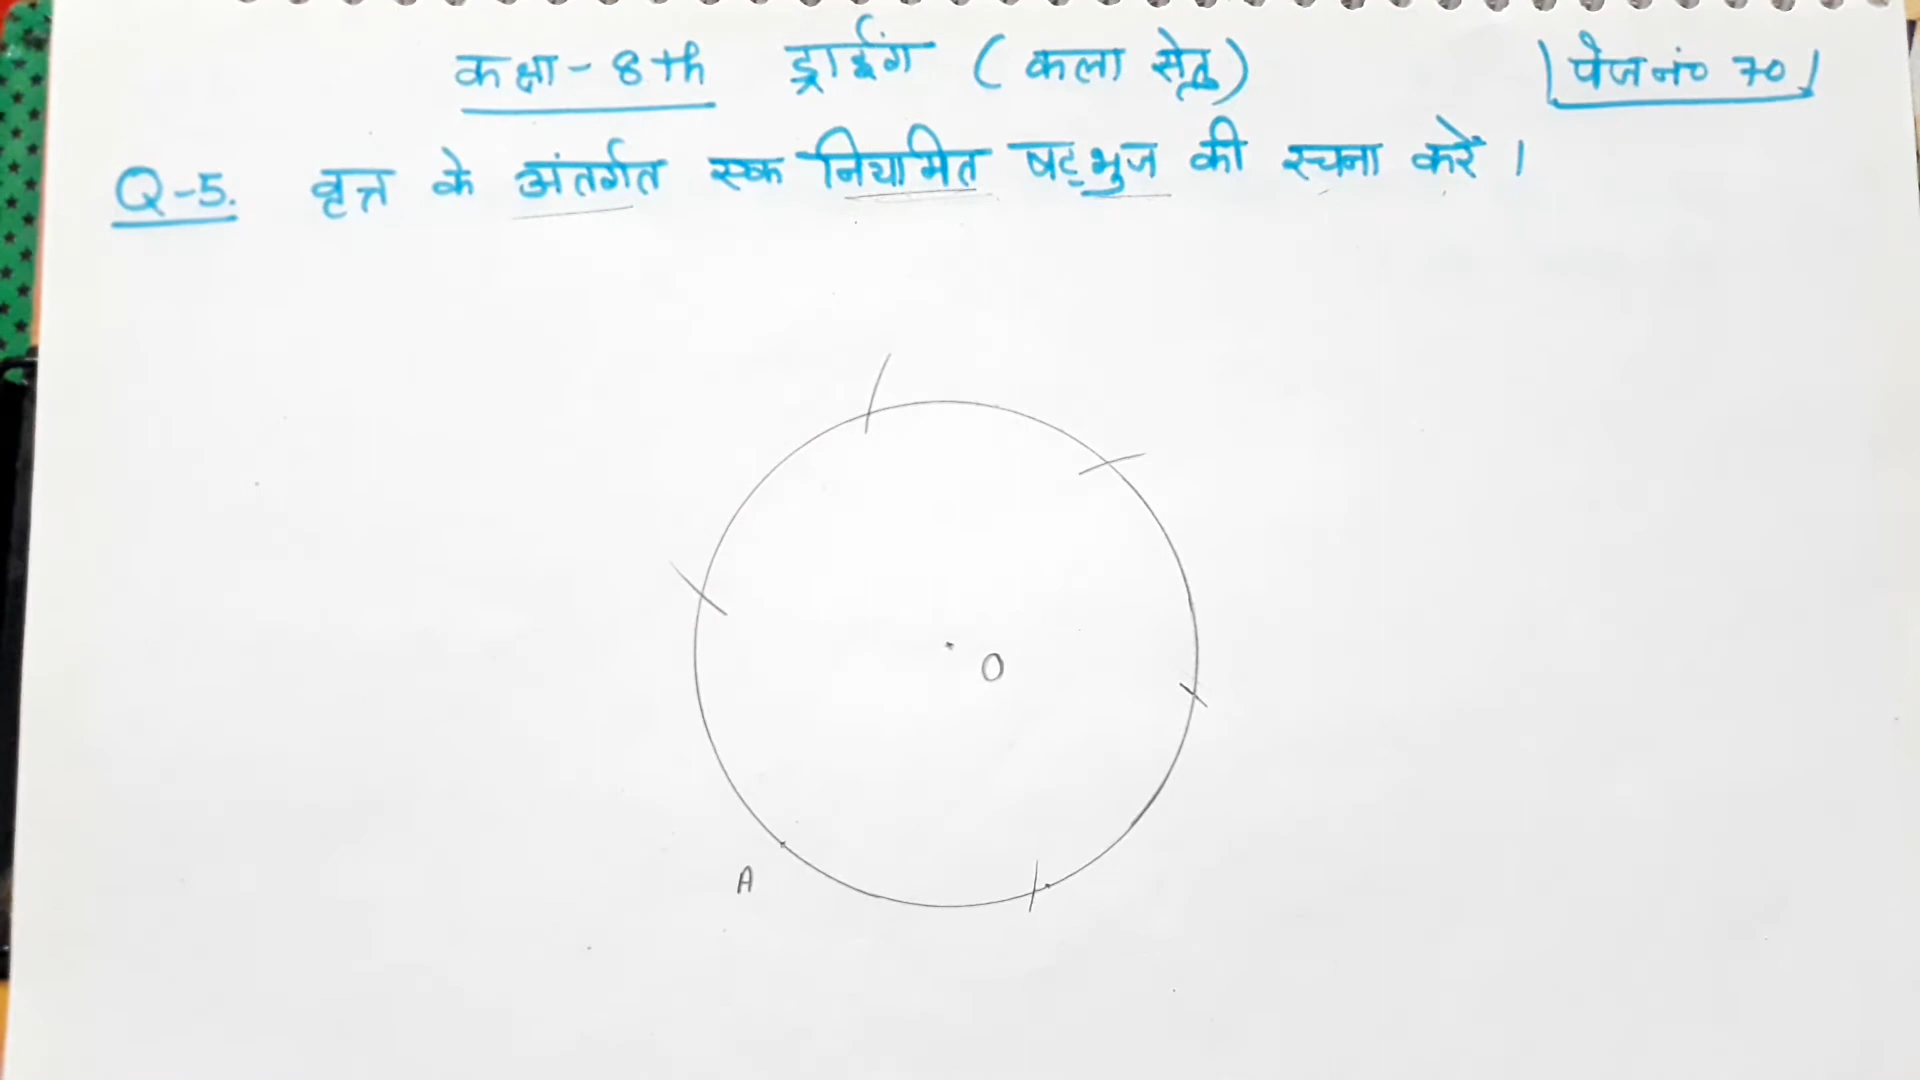 कक्षा - 8th ड्राईंग ( कला सेतू )
पेज नं० 70
Q-5. वृत्त के अंतर्गत एक नियमित षट्भुज की रचना करें ।
O
A